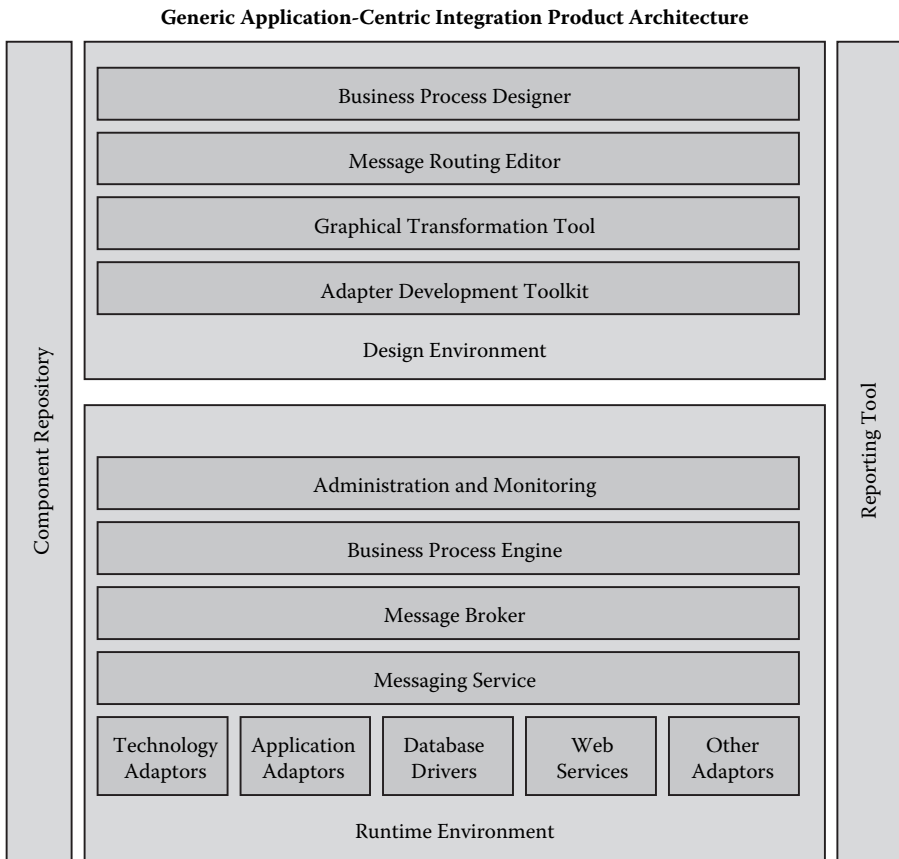 Generic Application-Centric Integration Product Architecture
Component Repository
Business Process Designer
Message Routing Editor
Graphical Transformation Tool
Adapter Development Toolkit
Design Environment
Administration and Monitoring
Business Process Engine
Message Broker
Messaging Service
Technology
Adaptors
Application
Adaptors
Database
Drivers
Web
Services
Other
Adaptors
Runtime Environment
Reporting Tool